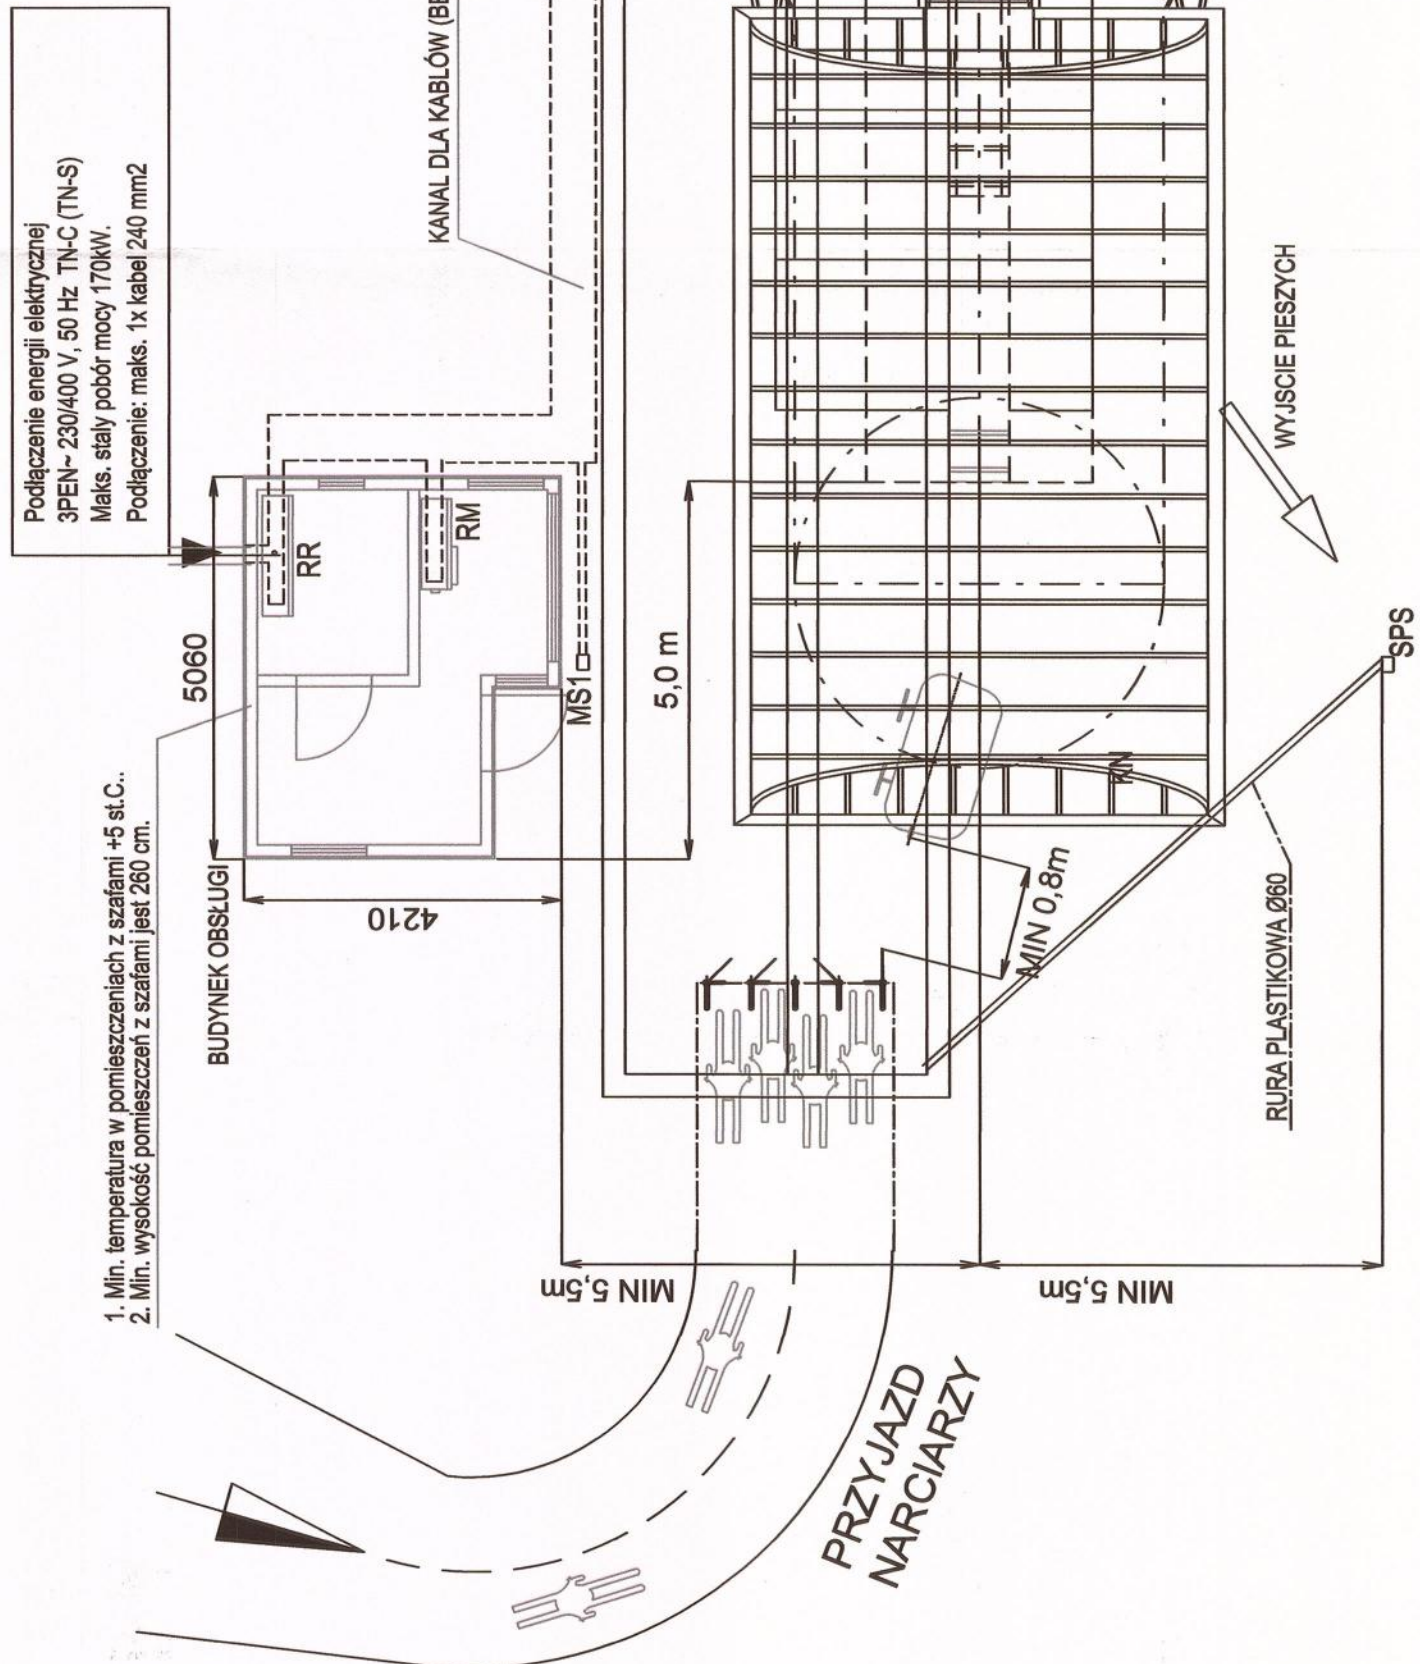 Podłączenie energii elektrycznej
3PEN~ 230/400 V, 50 Hz TN-C (TN-S)
Maks. staly pobór mocy 170kW.
Podłączenie: maks. 1x kabel 240 mm2
KANAL DLA KABLÓW (BE
1. Min. temperatura w pomieszczeniach z szafami +5 st.C..
2. Min. wysokość pomieszczeń z szafami jest 260 cm.
BUDYNEK OBSŁUGI
5060
4210
RR
RM
MS1
5,0 m
KN
MIN 0,8m
WYJSCIE PIESZYCH
SPS
RURA PLASTIKOWA Ø60
MIN 5,5m
MIN 5,5m
PRZYJAZD
NARCIARZY